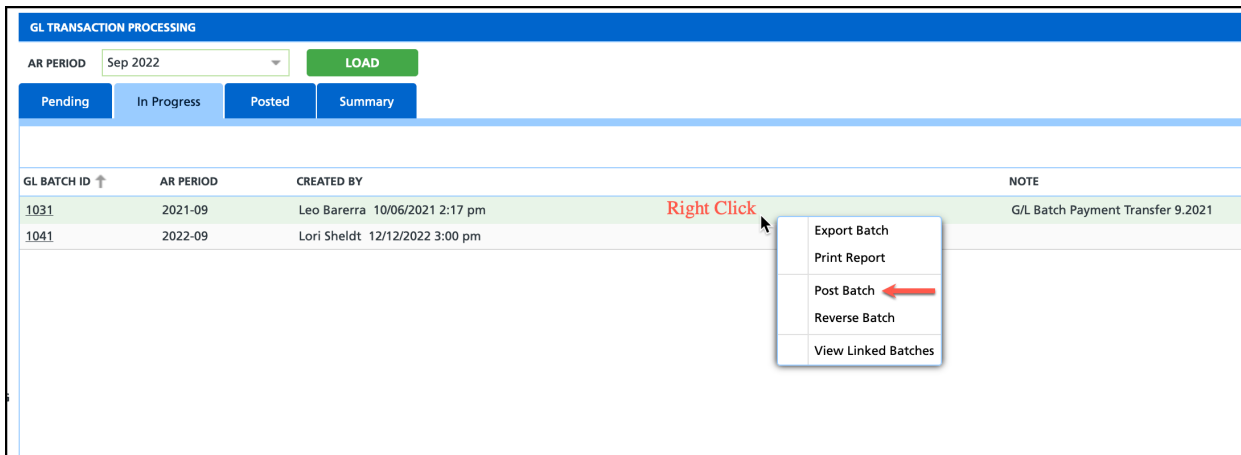 GL TRANSACTION PROCESSING
AR PERIOD Sep 2022 LOAD
Pending In Progress Posted Summary
GL BATCH ID AR PERIOD CREATED BY NOTE
1031 2021-09 Leo Barerra 10/06/2021 2:17 pm Right Click G/L Batch Payment Transfer 9.2021
1041 2022-09 Lori Sheldt 12/12/2022 3:00 pm
Export Batch
Print Report
Post Batch
Reverse Batch
View Linked Batches